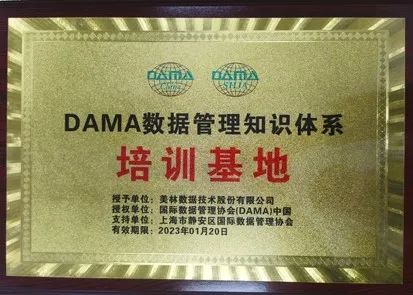 DAMA China DAMA SHJA
DAMA数据管理知识体系
培训基地
授予单位：美林数据技术股份有限公司
授权单位：国际数据管理协会(DAMA)中国
支持单位：上海市静安区国际数据管理协会
有效期限：2023年01月20日